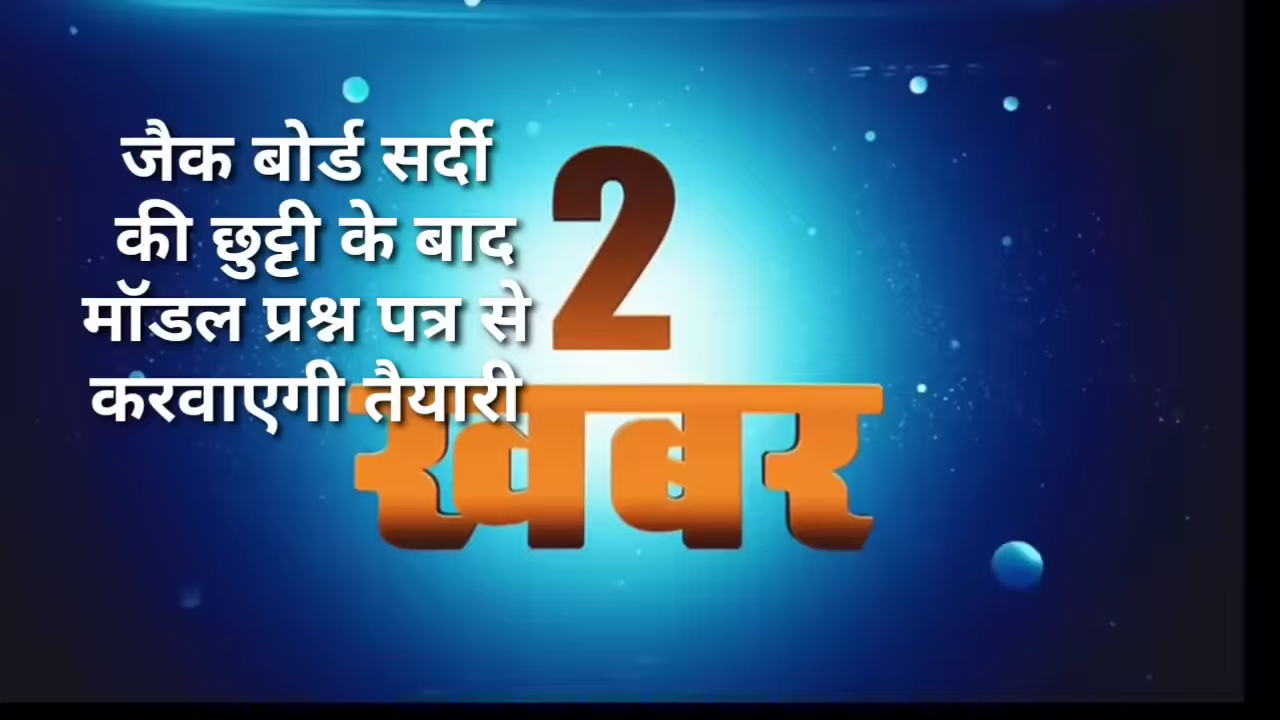 जैक बोर्ड सर्दी
की छुट्टी के बाद
मॉडल प्रश्न पत्र से
करवाएगी तैयारी
2
खबर